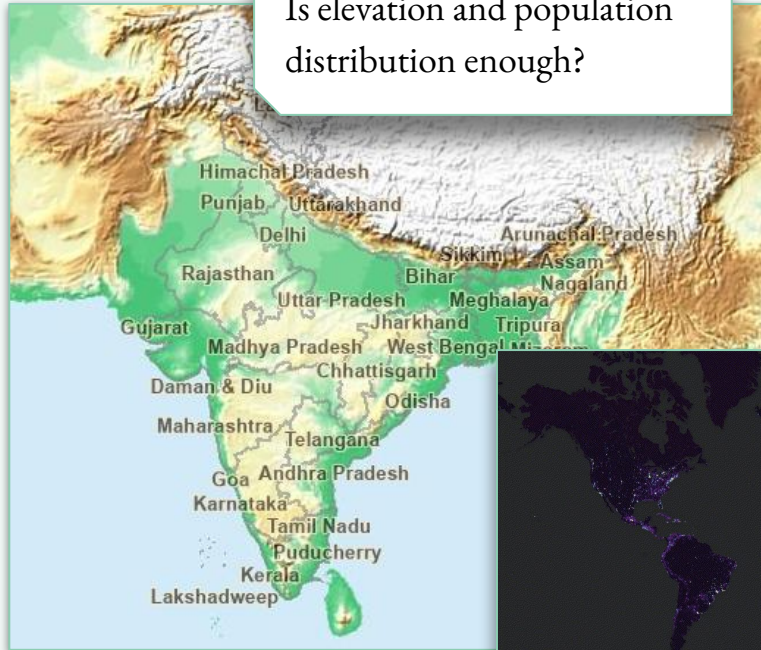 Is elevation and population
distribution enough?
Himachal Pradesh
Punjab
Uttarakhand
Delhi
Arunachal Pradesh
Sikkim
Assam
Rajasthan
Bihar
Nagaland
Uttar Pradesh
Meghalaya
Gujarat
Jharkhand
Tripura
Madhya Pradesh
West Bengal
Mizoram
Chhattisgarh
Daman & Diu
Odisha
Maharashtra
Telangana
Goa
Andhra Pradesh
Karnataka
Tamil Nadu
Puducherry
Kerala
Lakshadweep